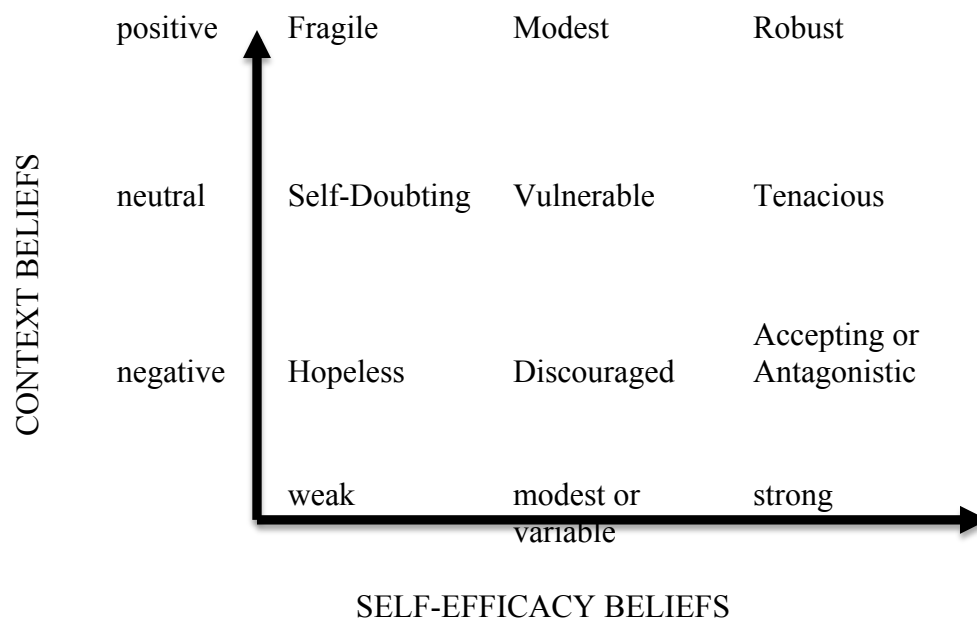 positive Fragile Modest Robust
CONTEXT BELIEFS
neutral Self-Doubting Vulnerable Tenacious
Accepting or
negative Hopeless Discouraged Antagonistic
weak modest or strong
variable
SELF-EFFICACY BELIEFS